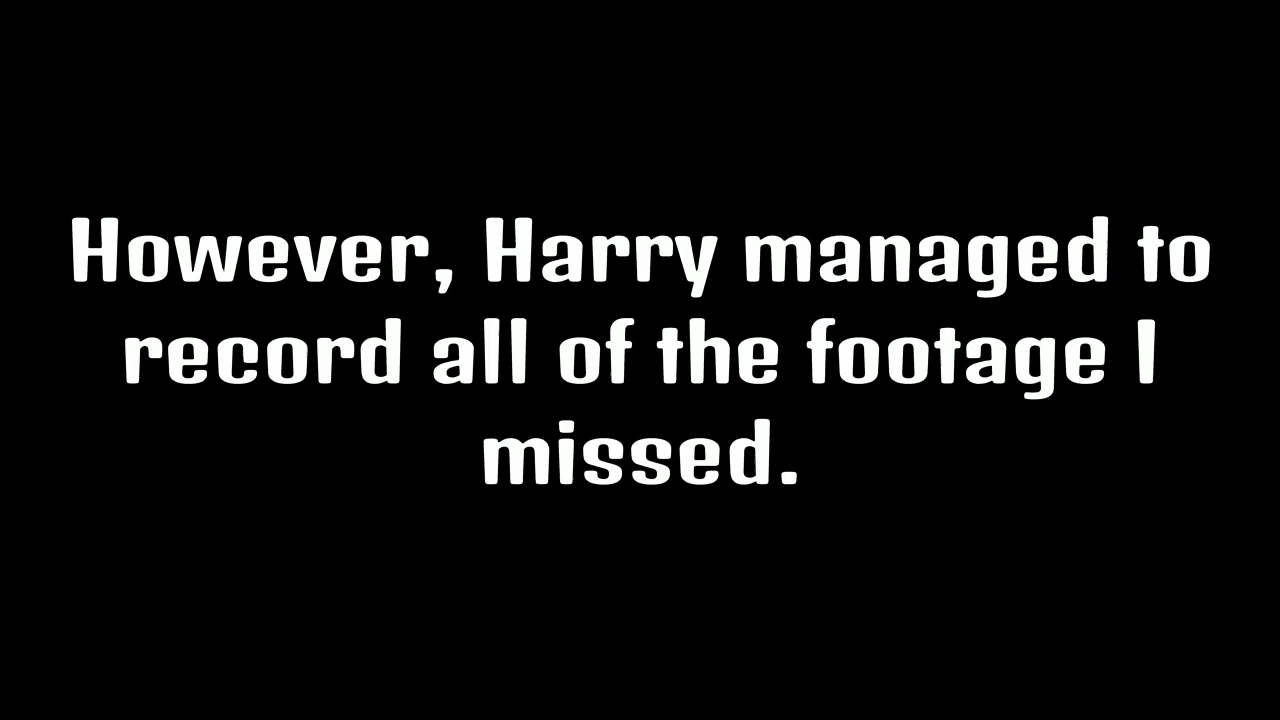 However, Harry managed to
record all of the footage I
missed.